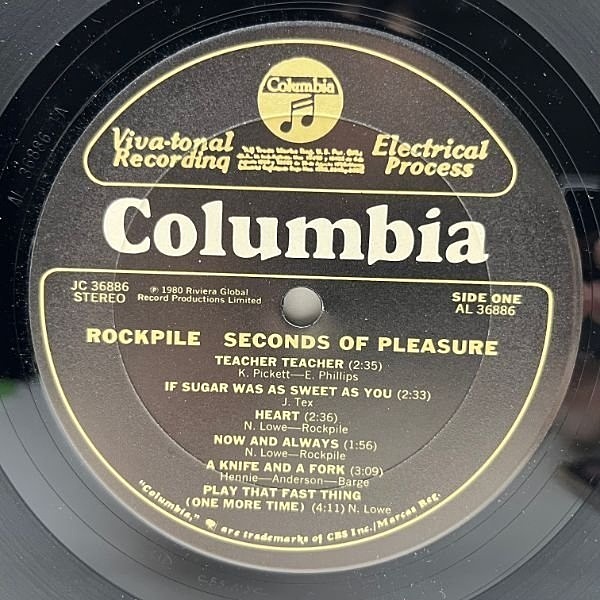 Columbia
Viva-tonal
Recording
Electrical
Process
Columbia
JC 36886
STEREO
℗ 1980 Riviera Global
Record Productions Limited
SIDE ONE
AL 36886
ROCKPILE SECONDS OF PLEASURE
TEACHER TEACHER (2:35)
K. Pickett—E. Phillips
IF SUGAR WAS AS SWEET AS YOU (2:33)
J. Tex
HEART (2:36)
N. Lowe—Rockpile
NOW AND ALWAYS (1:56)
N. Lowe—Rockpile
A KNIFE AND A FORK (3:09)
Hennie—Anderson—Barge
PLAY THAT FAST THING
(ONE MORE TIME) (4:11) N. Lowe
"Columbia," are trademarks of CBS Inc./Marcas Reg.